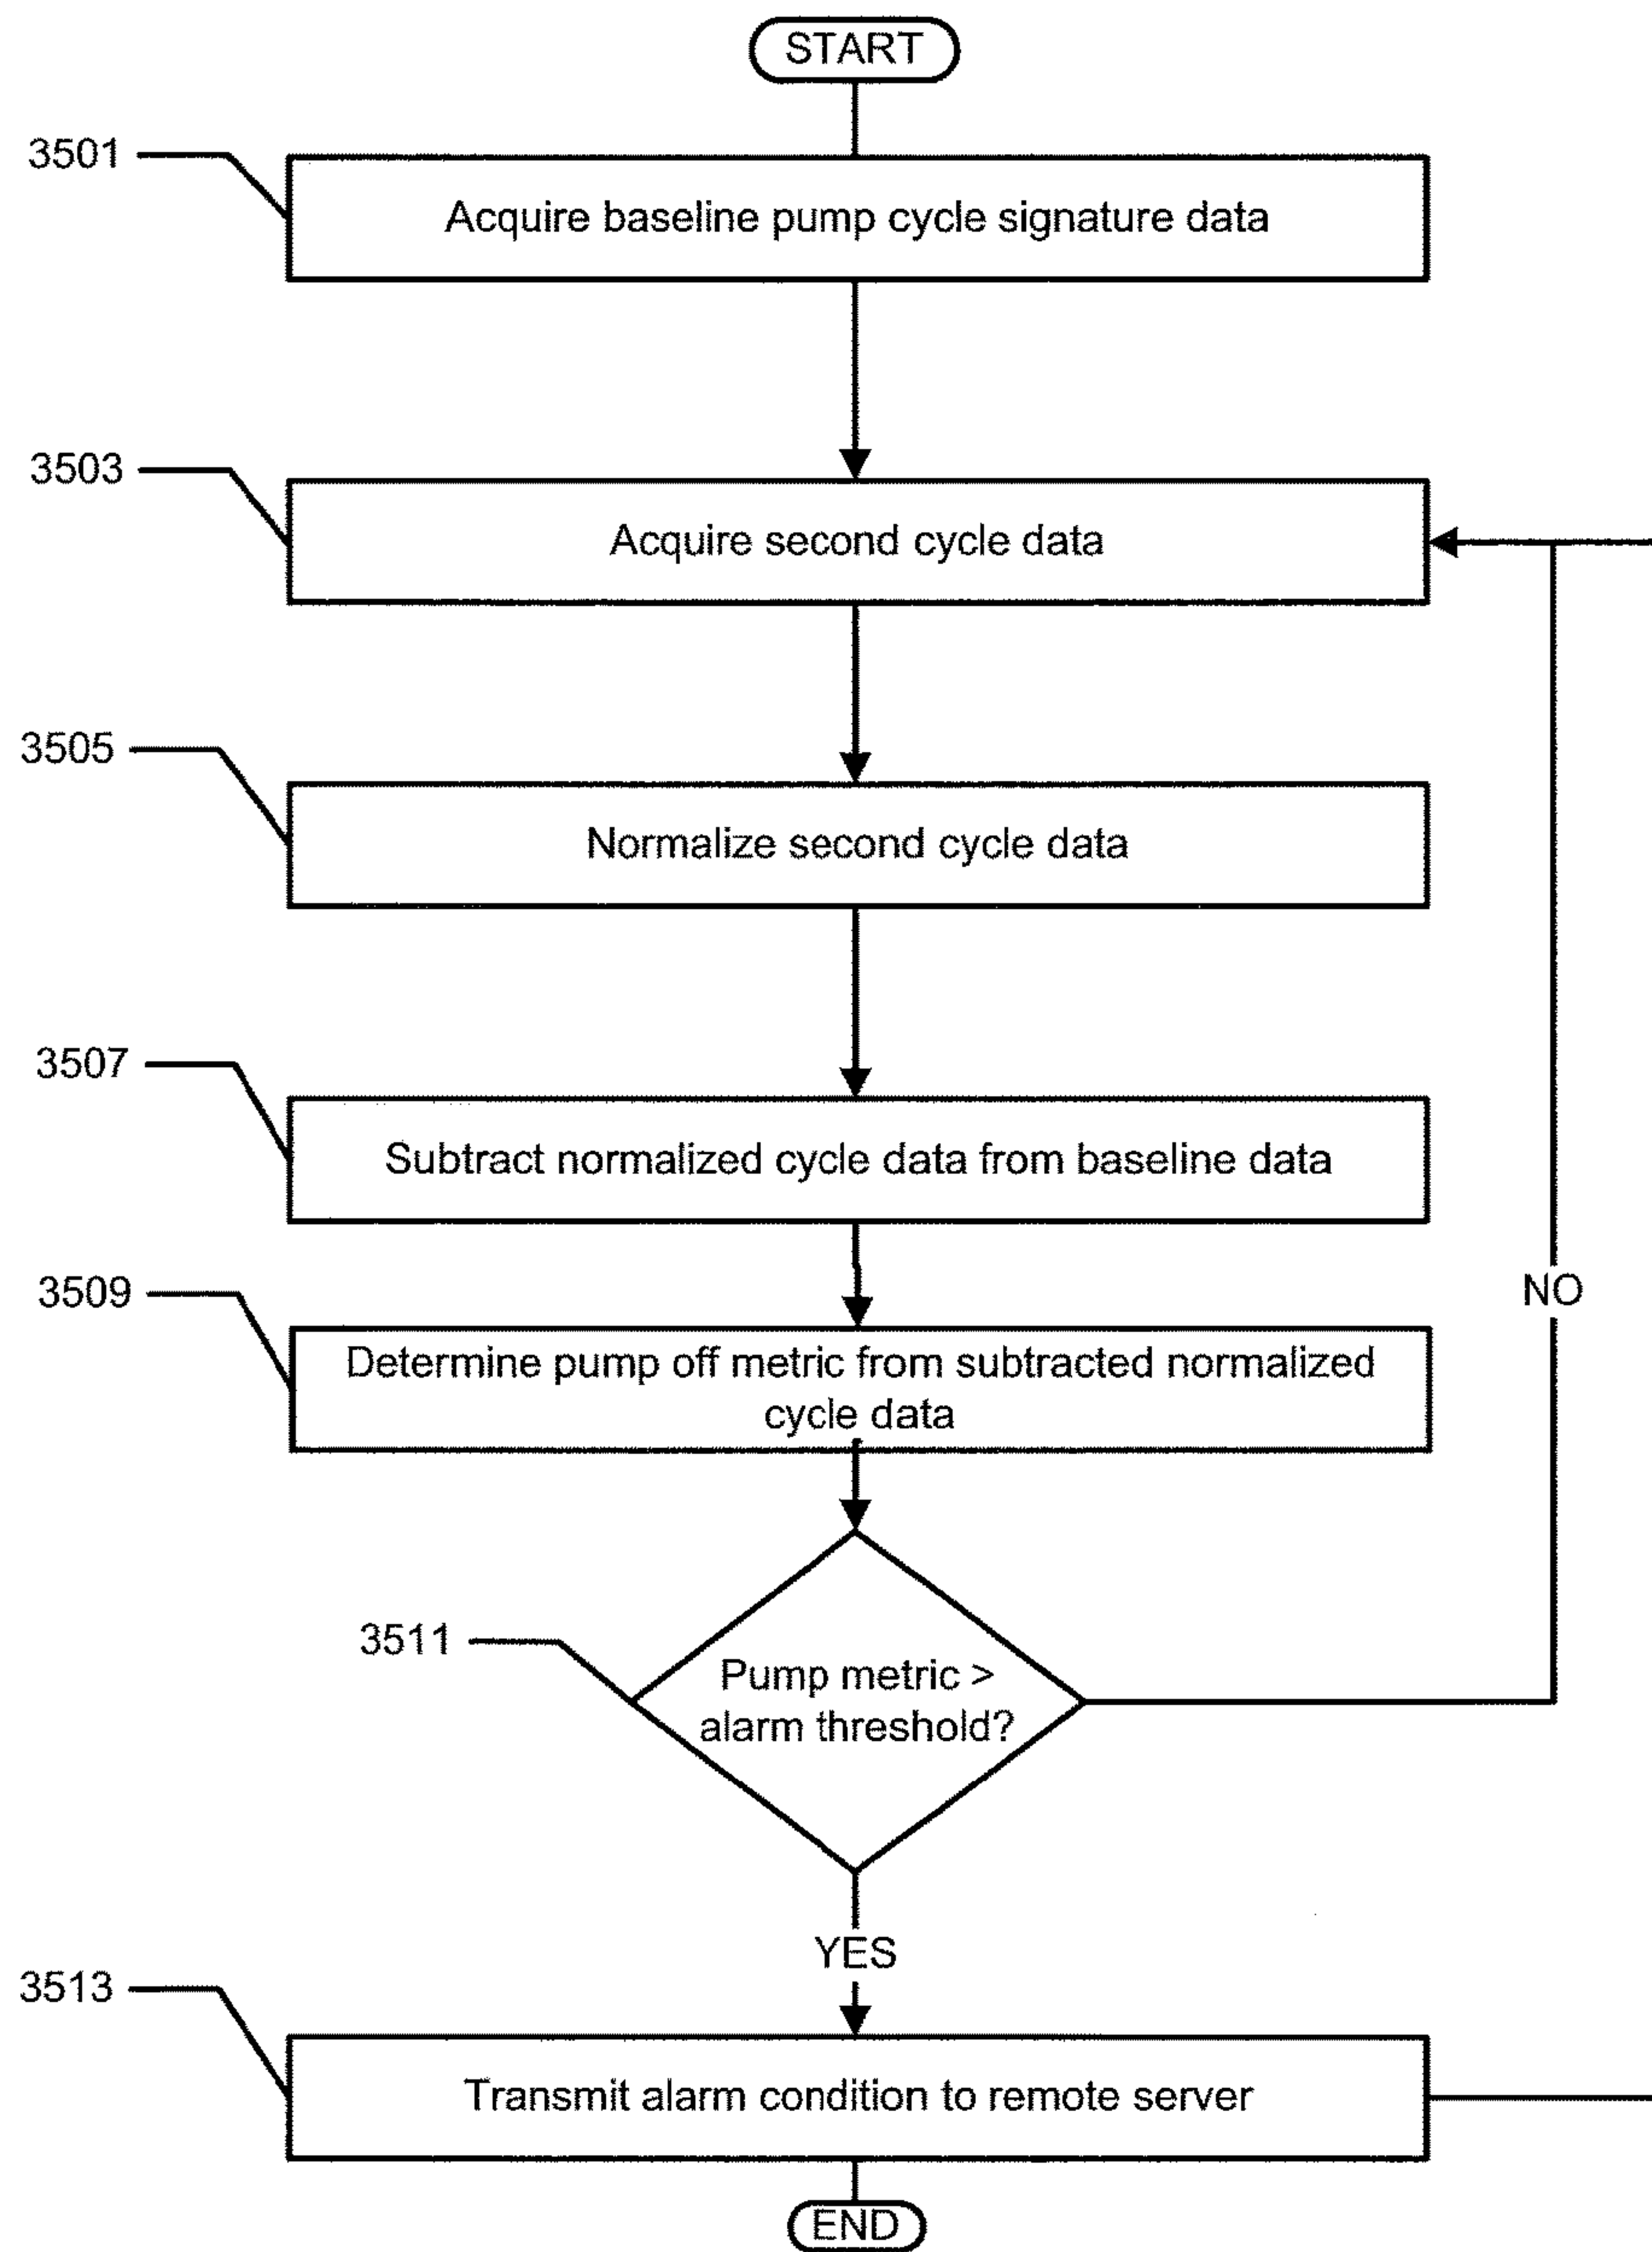 START
3501
Acquire baseline pump cycle signature data
3503
Acquire second cycle data
3505
Normalize second cycle data
3507
Subtract normalized cycle data from baseline data
3509
Determine pump off metric from subtracted normalized
cycle data
NO
3511
Pump metric >
alarm threshold?
YES
3513
Transmit alarm condition to remote server
END